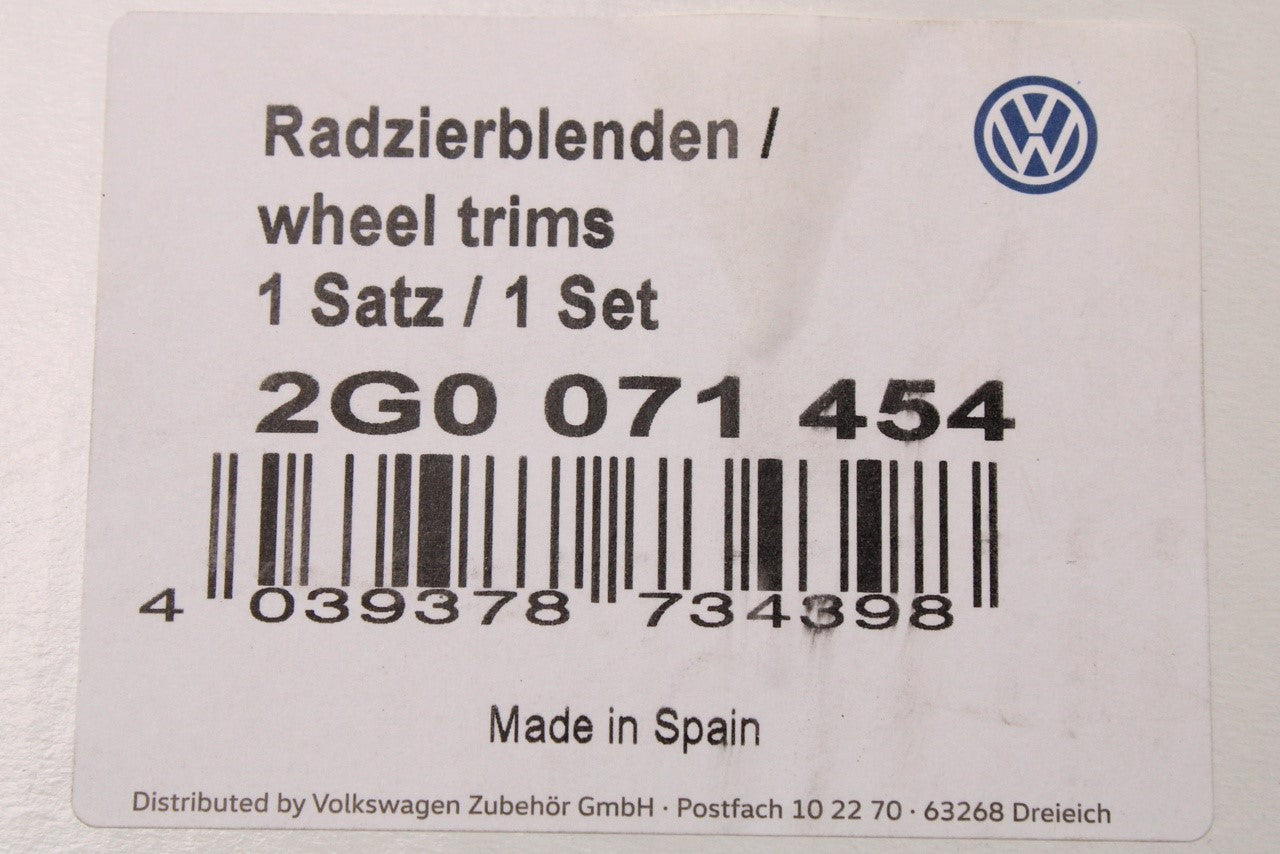 Radzierblenden /
wheel trims
1 Satz / 1 Set
2G0 071 454
4 039378 734398
Made in Spain
Distributed by Volkswagen Zubehör GmbH · Postfach 10 22 70 · 63268 Dreieich